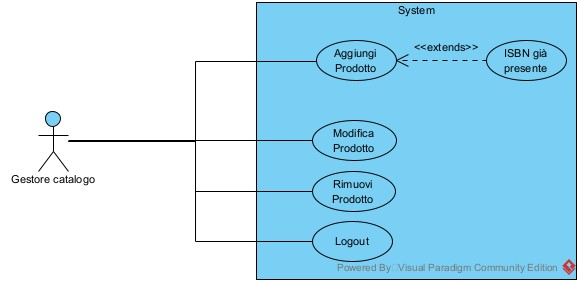 System
Aggiungi
Prodotto
<<extends>>
ISBN già
presente
Modifica
Prodotto
Gestore catalogo
Rimuovi
Prodotto
Logout
Powered By Visual Paradigm Community Edition